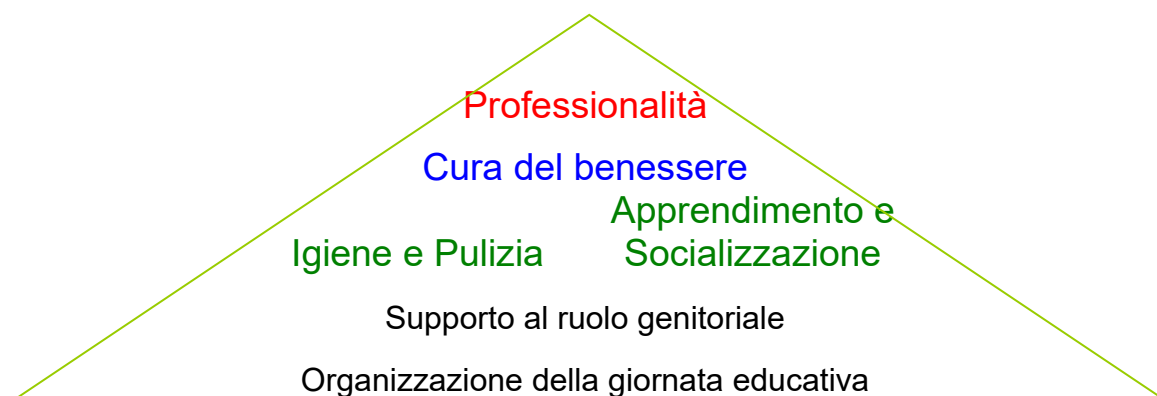 Professionalità
Cura del benessere
Apprendimento e
Igiene e Pulizia Socializzazione
Supporto al ruolo genitoriale
Organizzazione della giornata educativa